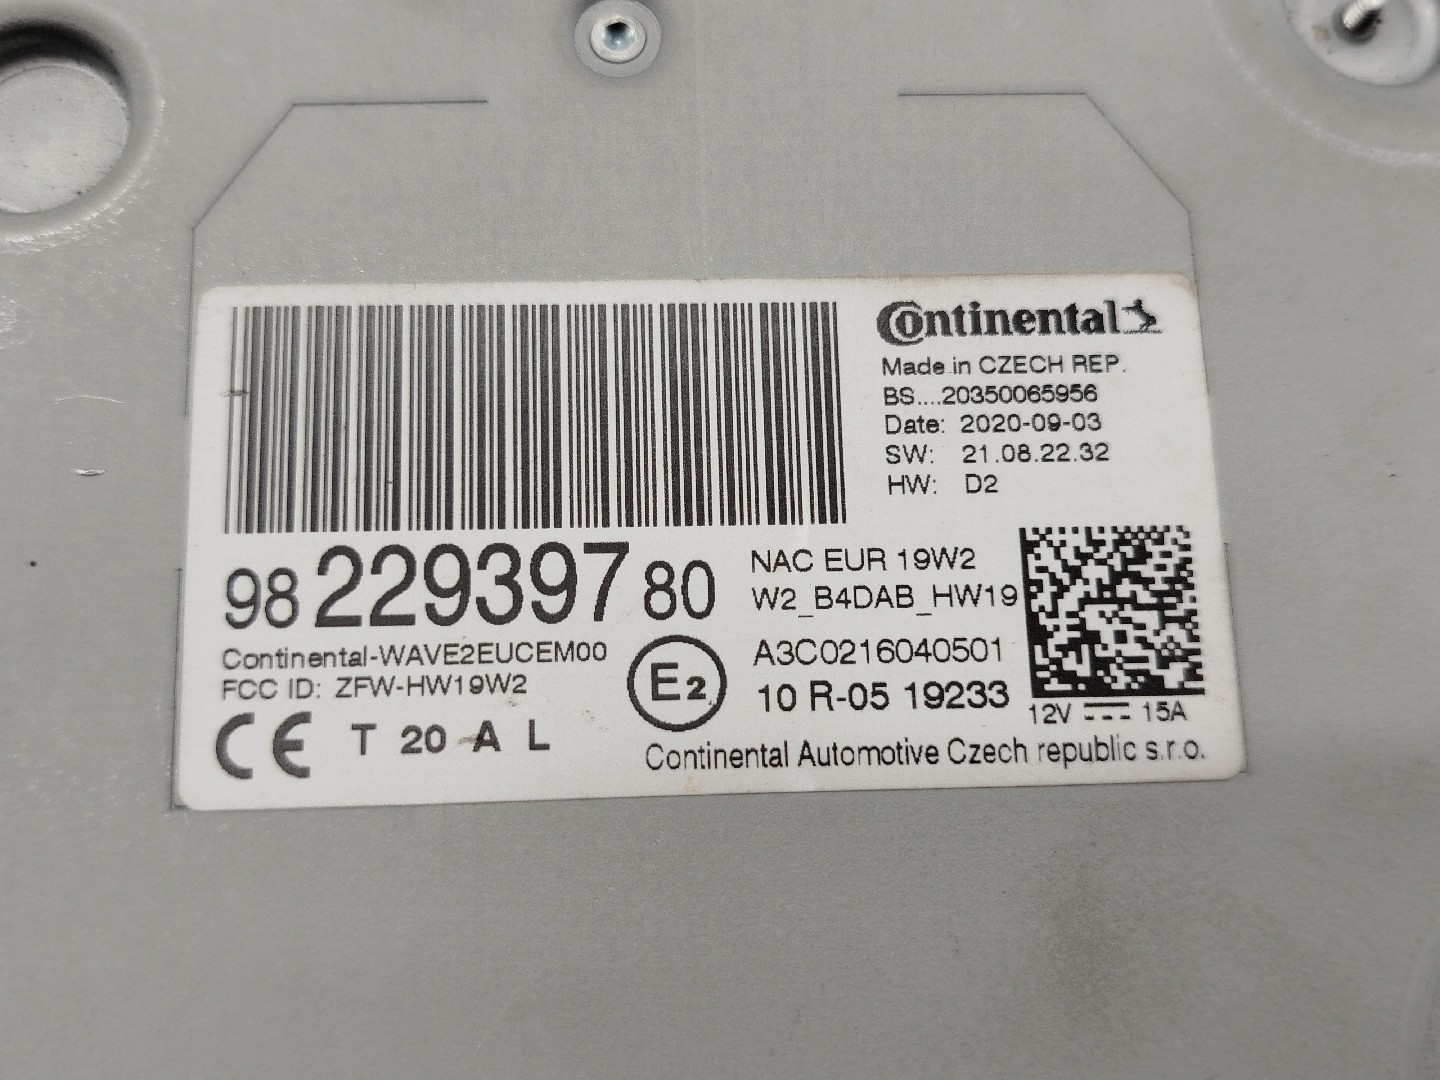 Continental
Made in CZECH REP.
BS....20350065956
Date: 2020-09-03
SW: 21.08.22.32
HW: D2
98 229397 80
NAC EUR 19W2
W2_B4DAB_HW19
Continental-WAVE2EUCEM00
FCC ID: ZFW-HW19W2
E2
A3C0216040501
10 R-05 19233
12V 15A
CE T 20 A L
Continental Automotive Czech republic s.r.o.